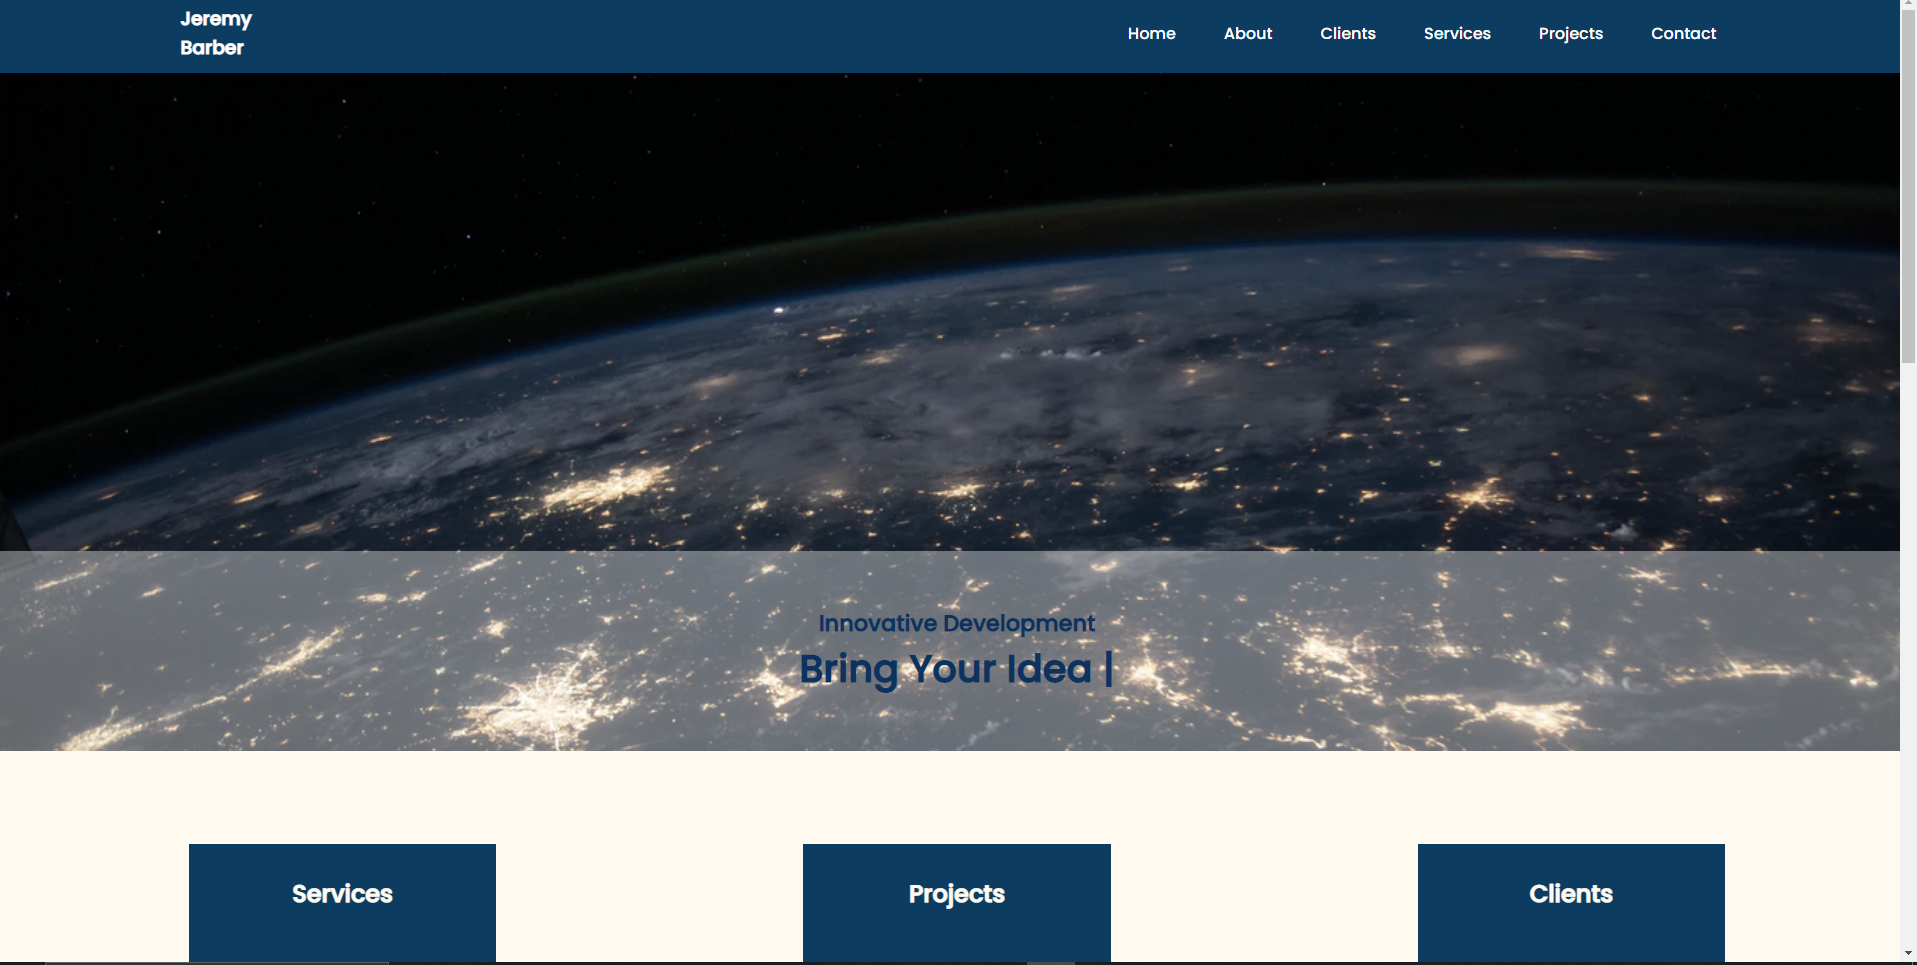 Jeremy
Barber
Home About Clients Services Projects Contact
Innovative Development
Bring Your Idea |
Services Projects Clients